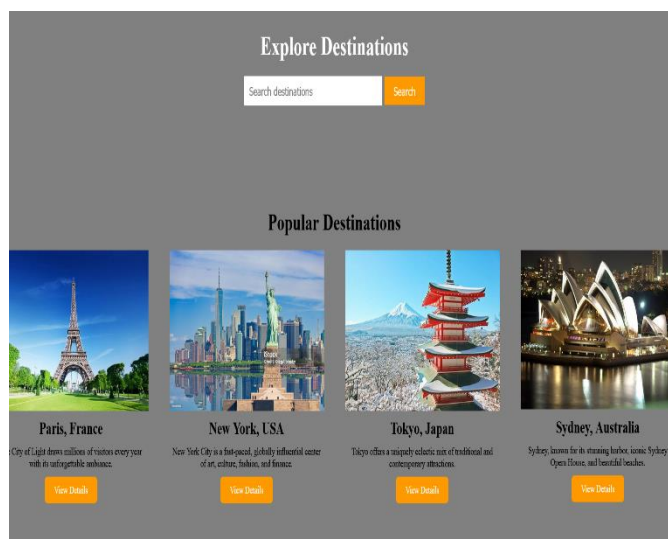 Explore Destinations
Search destinations
Search
Popular Destinations
Paris, France
City of Light draws millions of visitors every year
with its unforgettable ambiance.
View Details
New York, USA
New York City is a fast-paced, globally influential center
of art, culture, fashion, and finance.
View Details
Tokyo, Japan
Tokyo offers a uniquely eclectic mix of traditional and
contemporary attractions.
View Details
Sydney, Australia
Sydney, known for its stunning harbor, iconic Sydney
Opera House, and beautiful beaches.
View Details